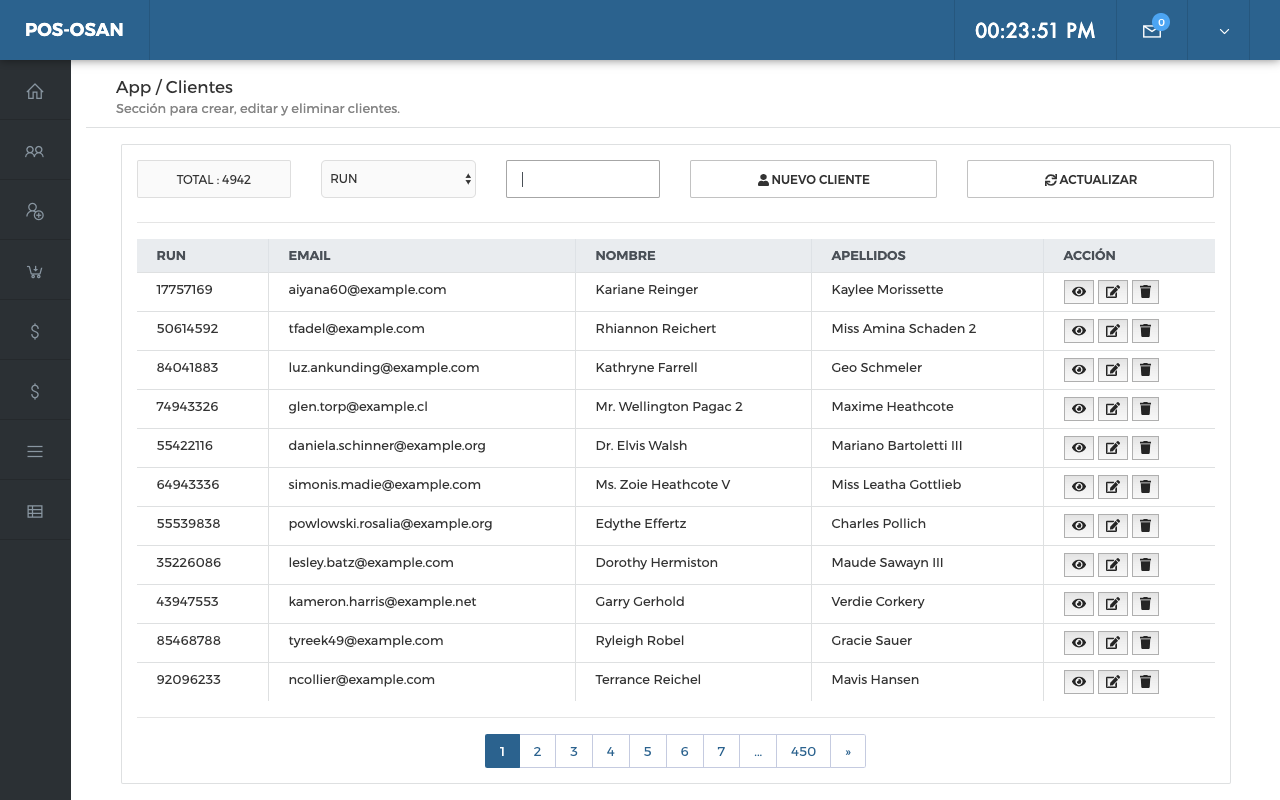 POS-OSAN 00:23:51 PM 0
App / Clientes
Sección para crear, editar y eliminar clientes.
TOTAL : 4942 RUN NUEVO CLIENTE ACTUALIZAR
RUN EMAIL NOMBRE APELLIDOS ACCIÓN
17757169 aiyana60@example.com Kariane Reinger Kaylee Morissette
50614592 tfadel@example.com Rhiannon Reichert Miss Amina Schaden 2
84041883 luz.ankunding@example.com Kathryne Farrell Geo Schmeler
74943326 glen.torp@example.cl Mr. Wellington Pagac 2 Maxime Heathcote
55422116 daniela.schinner@example.org Dr. Elvis Walsh Mariano Bartoletti III
64943336 simonis.madie@example.com Ms. Zoie Heathcote V Miss Leatha Gottlieb
55539838 powlowski.rosalia@example.org Edythe Effertz Charles Pollich
35226086 lesley.batz@example.com Dorothy Hermiston Maude Sawayn III
43947553 kameron.harris@example.net Garry Gerhold Verdie Corkery
85468788 tyreek49@example.com Ryleigh Robel Gracie Sauer
92096233 ncollier@example.com Terrance Reichel Mavis Hansen
1 2 3 4 5 6 7 ... 450 »